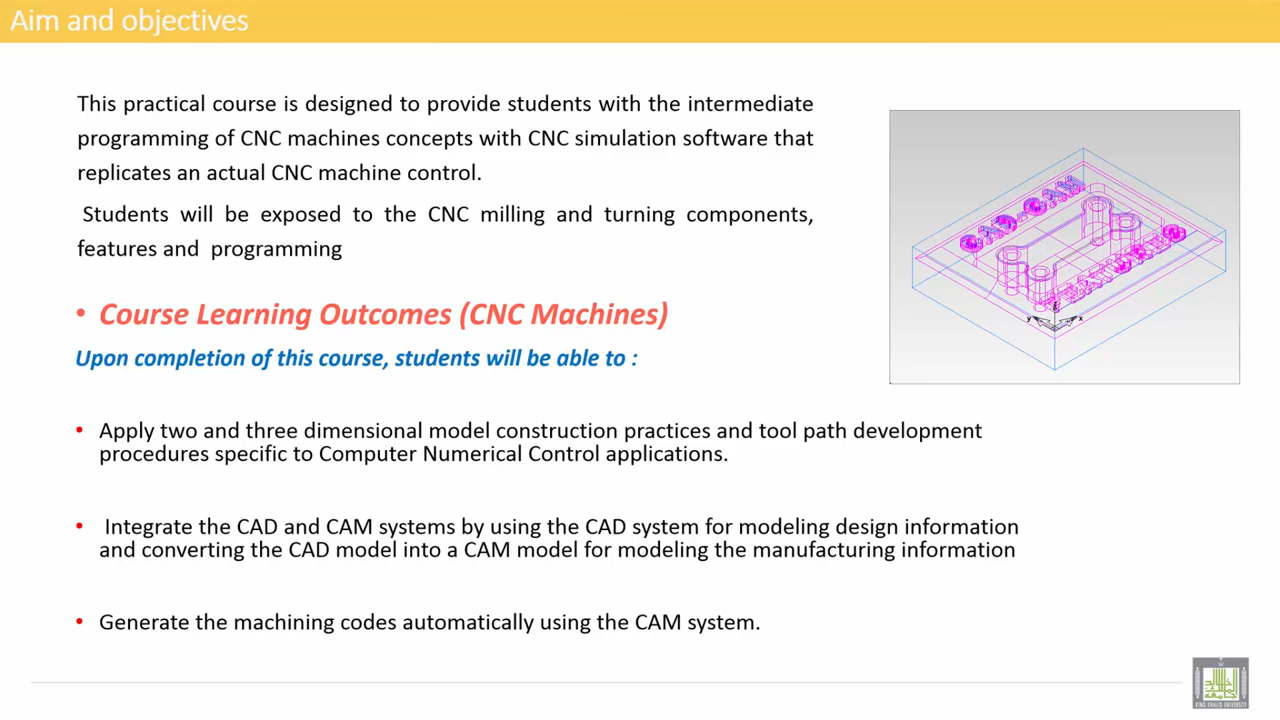 Aim and objectives
This practical course is designed to provide students with the intermediate
programming of CNC machines concepts with CNC simulation software that
replicates an actual CNC machine control.
Students will be exposed to the CNC milling and turning components,
features and programming
• Course Learning Outcomes (CNC Machines)
Upon completion of this course, students will be able to :
• Apply two and three dimensional model construction practices and tool path development
procedures specific to Computer Numerical Control applications.
• Integrate the CAD and CAM systems by using the CAD system for modeling design information
and converting the CAD model into a CAM model for modeling the manufacturing information
• Generate the machining codes automatically using the CAM system.
CAD-CAM
Y
X
KING KHALID UNIVERSITY